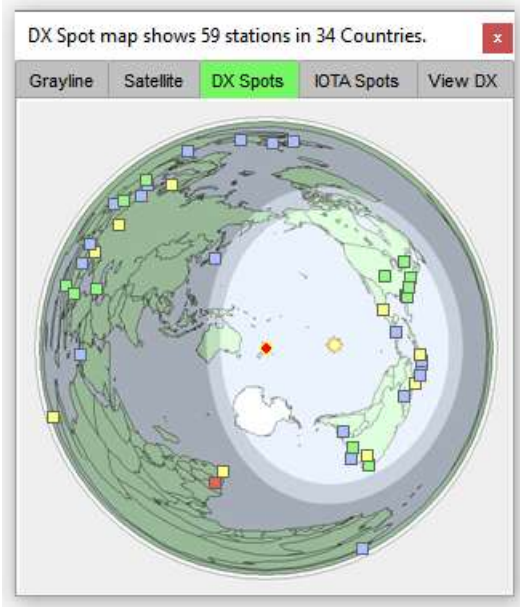 DX Spot map shows 59 stations in 34 Countries.
x
Grayline Satellite DX Spots IOTA Spots View DX